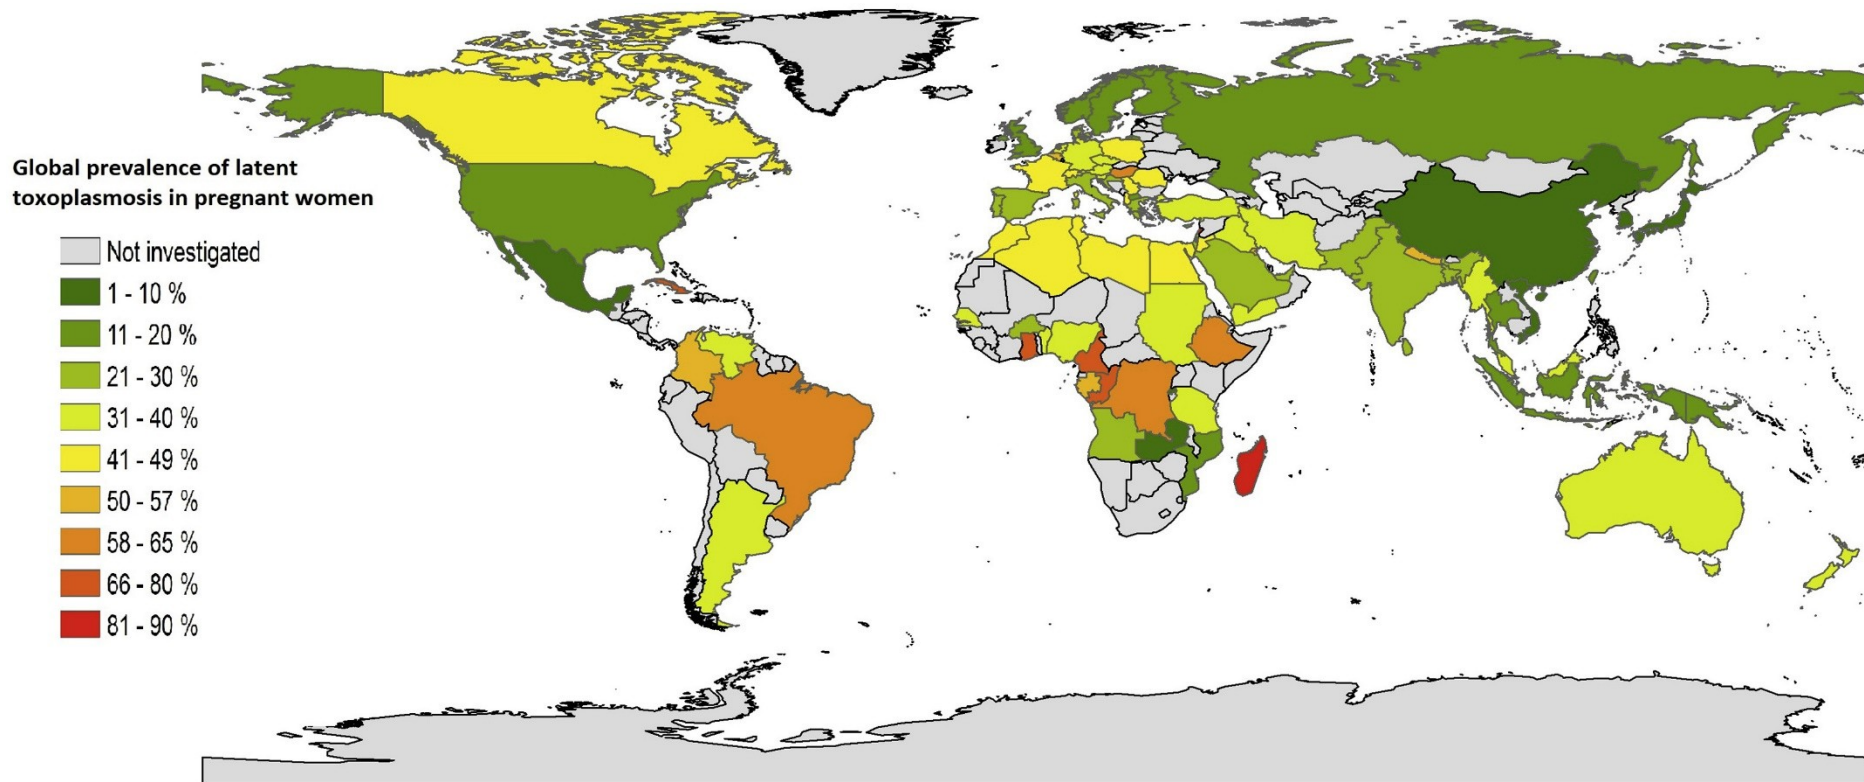 Global prevalence of latent
toxoplasmosis in pregnant women
Not investigated
1 - 10 %
11 - 20 %
21 - 30 %
31 - 40 %
41 - 49 %
50 - 57 %
58 - 65 %
66 - 80 %
81 - 90 %